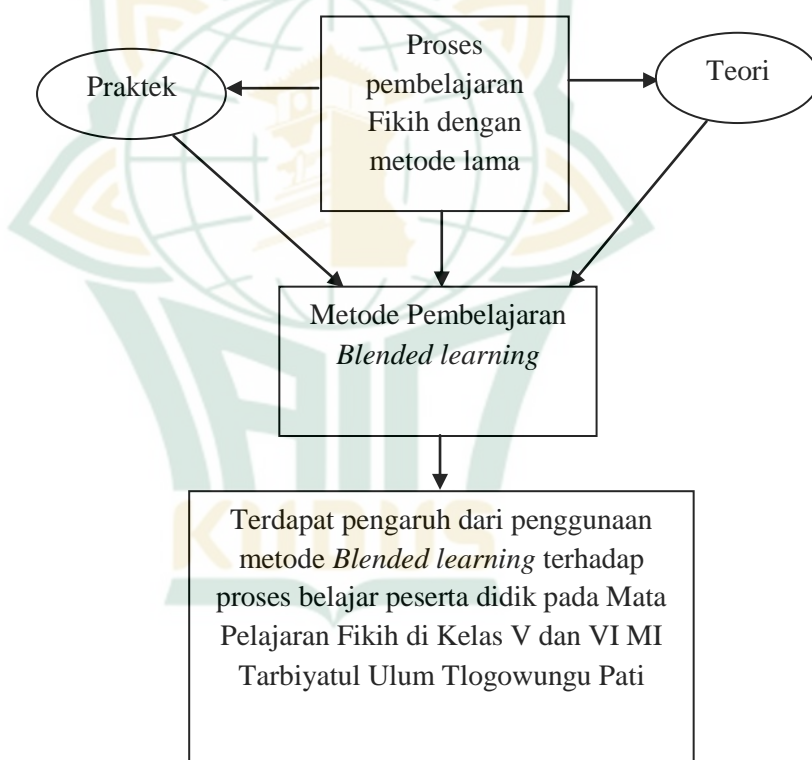 Proses
pembelajaran
Fikih dengan
metode lama
Praktek
Teori
Metode Pembelajaran
Blended learning
Terdapat pengaruh dari penggunaan
metode Blended learning terhadap
proses belajar peserta didik pada Mata
Pelajaran Fikih di Kelas V dan VI MI
Tarbiyatul Ulum Tlogowungu Pati
KUDUS